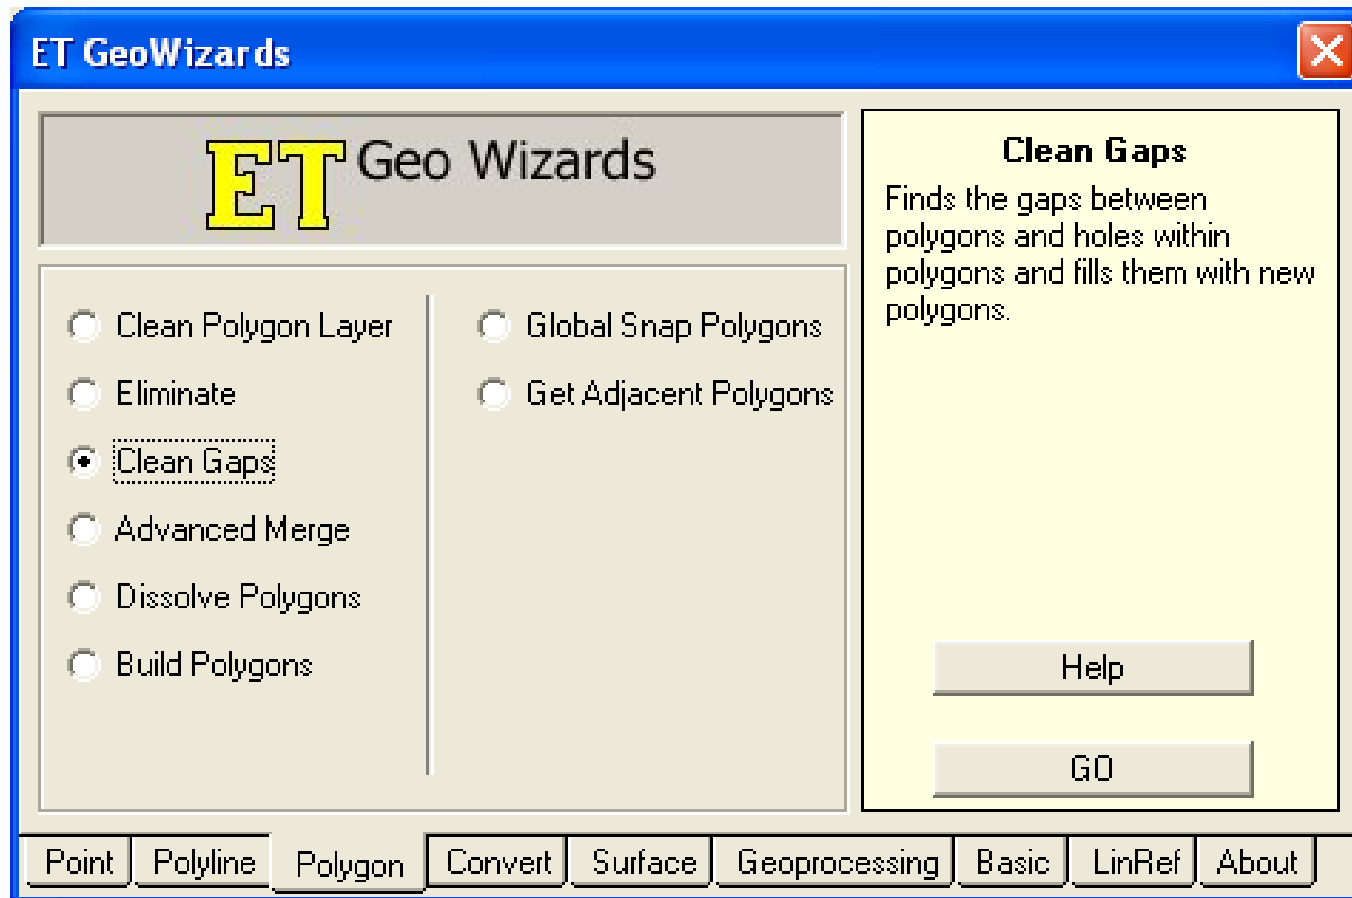 ET GeoWizards
ET Geo Wizards
Clean Polygon Layer
Eliminate
Clean Gaps
Advanced Merge
Dissolve Polygons
Build Polygons
Global Snap Polygons
Get Adjacent Polygons
Clean Gaps
Finds the gaps between
polygons and holes within
polygons and fills them with new
polygons.
Help
GO
Point Polyline Polygon Convert Surface Geoprocessing Basic LinRef About